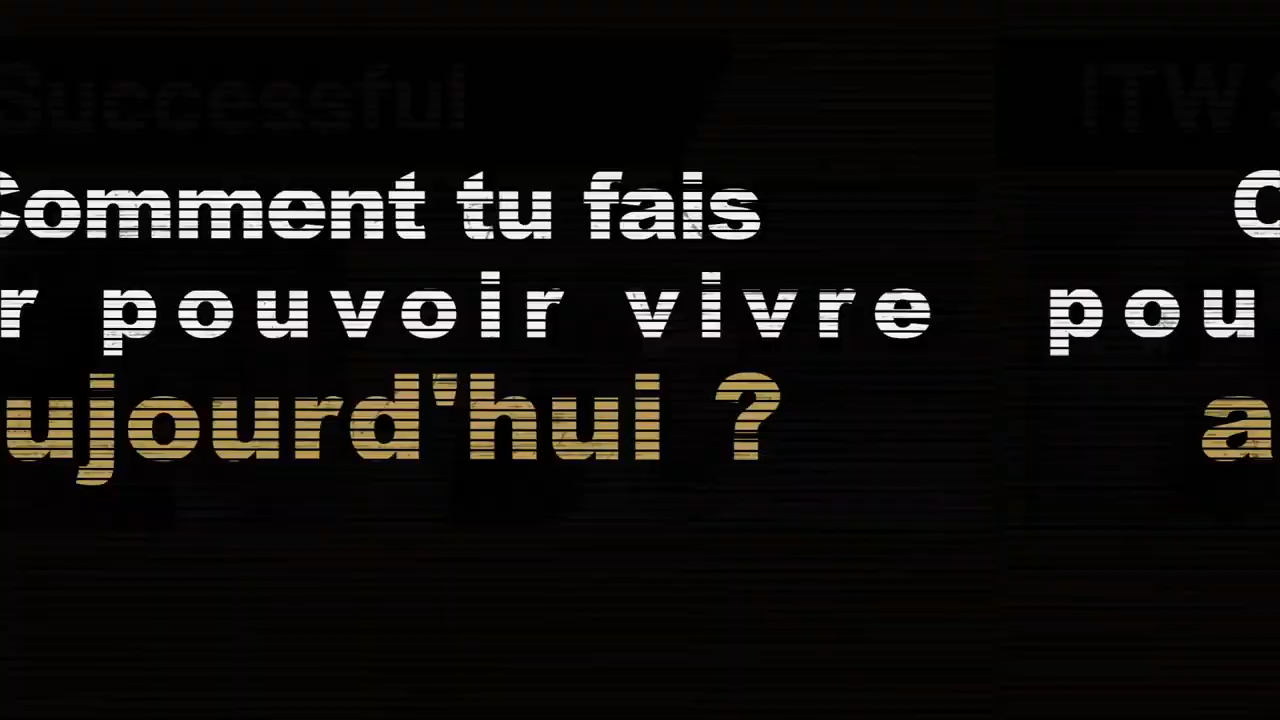 Successful ITW
Comment tu fais C
r pouvoir vivre pou
ujourd'hui ? a